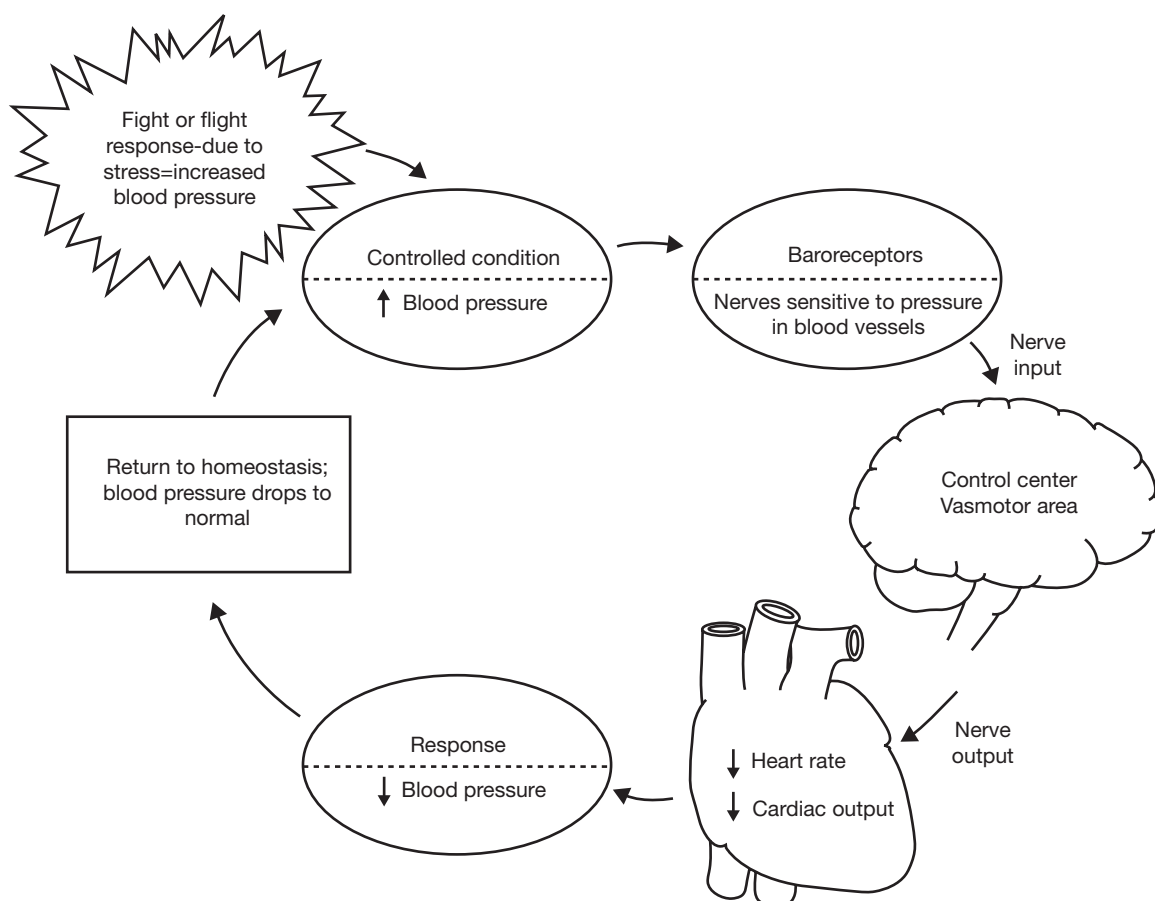 Fight or flight
response-due to
stress=increased
blood pressure
Controlled condition
↑ Blood pressure
Baroreceptors
Nerves sensitive to pressure
in blood vessels
Nerve
input
Control center
Vasmotor area
Nerve
output
↓ Heart rate
↓ Cardiac output
Response
↓ Blood pressure
Return to homeostasis;
blood pressure drops to
normal